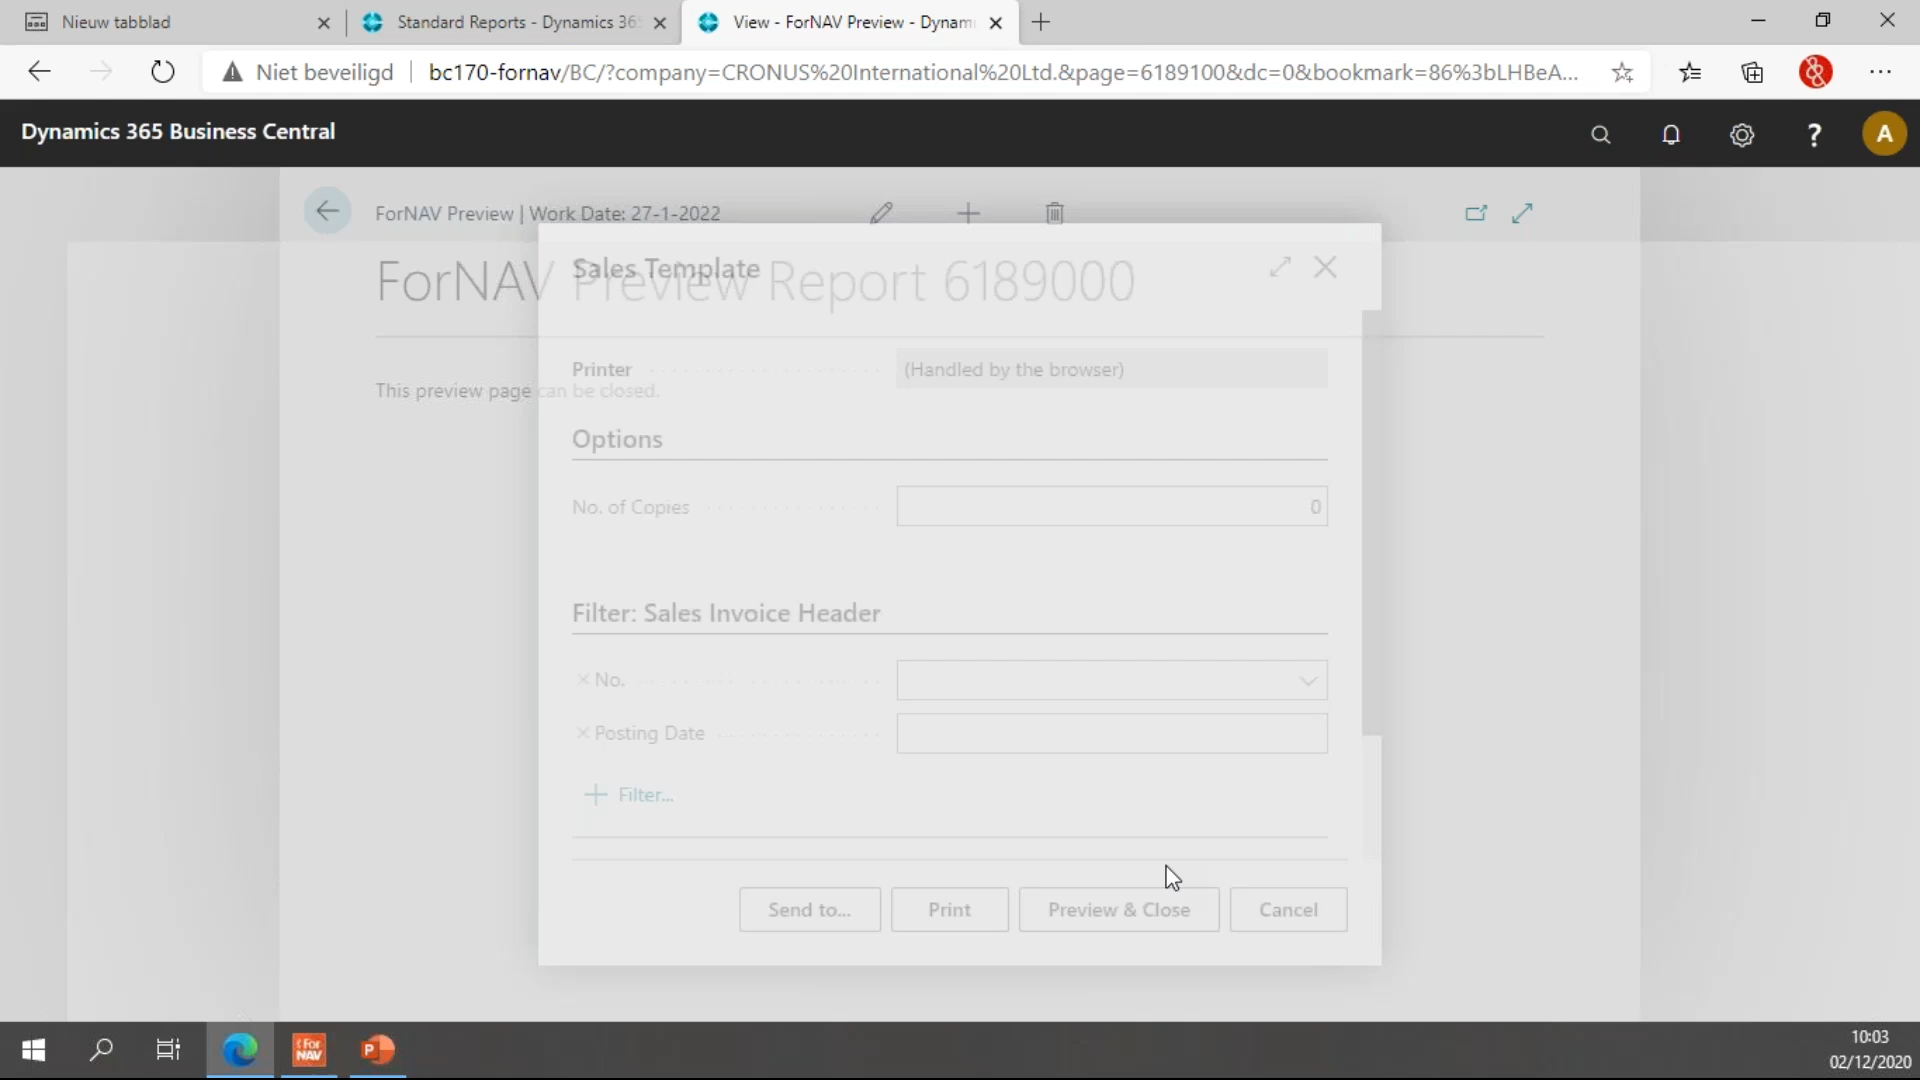 Nieuw tabblad
Standard Reports - Dynamics 365
View - ForNAV Preview - Dynam
Niet beveiligd
bc170-fornav/BC/?company=CRONUS%20International%20Ltd.&page=6189100&dc=0&bookmark=86%3bLHBeA...
Dynamics 365 Business Central
?
A
ForNAV Preview | Work Date: 27-1-2022
ForNAV Preview Report 6189000
Sales Template
Printer
(Handled by the browser)
This preview page can be closed.
Options
No. of Copies
0
Filter: Sales Invoice Header
No.
Posting Date
Filter...
Send to...
Print
Preview & Close
Cancel
For
NAV
P
10:03
02/12/2020